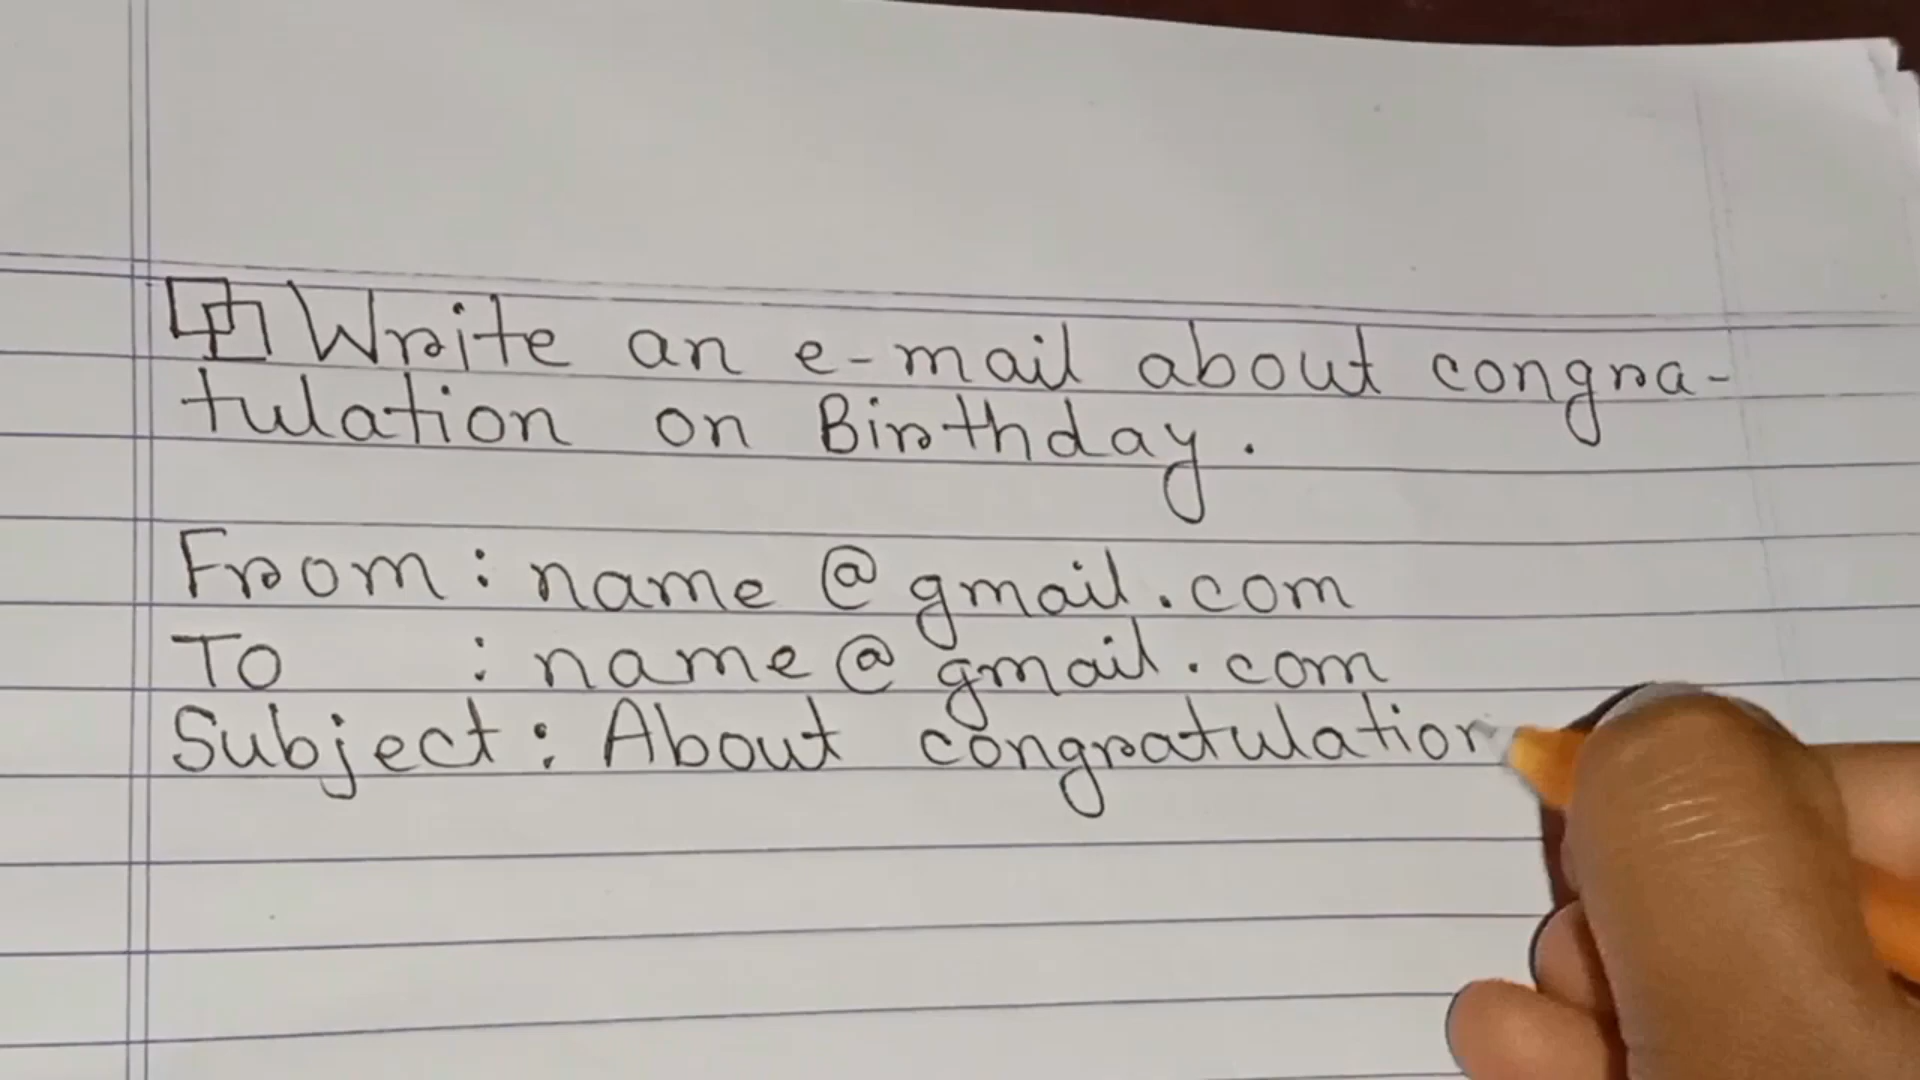 Write an e-mail about congra-
tulation on Birthday.
From : name @ gmail.com
To : name @ gmail.com
Subject : About congratulation